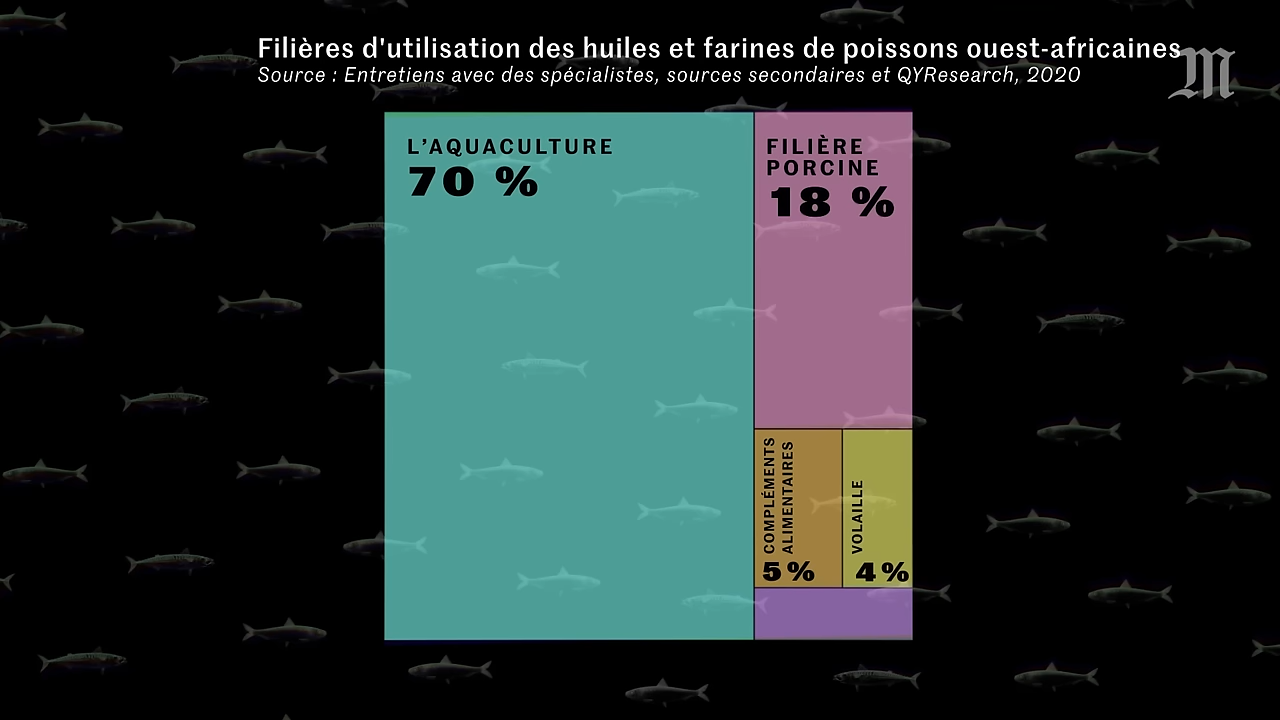 Filières d'utilisation des huiles et farines de poissons ouest-africaines
Source : Entretiens avec des spécialistes, sources secondaires et QYResearch, 2020
M
L'AQUACULTURE
70 %
FILIÈRE
PORCINE
18 %
COMPLÉMENTS
ALIMENTAIRES
5 %
VOLAILLE
4 %